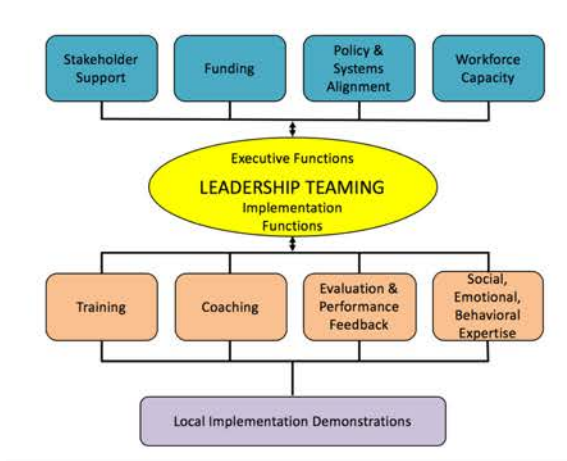 Stakeholder
Support
Funding
Policy &
Systems
Alignment
Workforce
Capacity
Executive Functions
LEADERSHIP TEAMING
Implementation
Functions
Training
Coaching
Evaluation &
Performance
Feedback
Social,
Emotional,
Behavioral
Expertise
Local Implementation Demonstrations